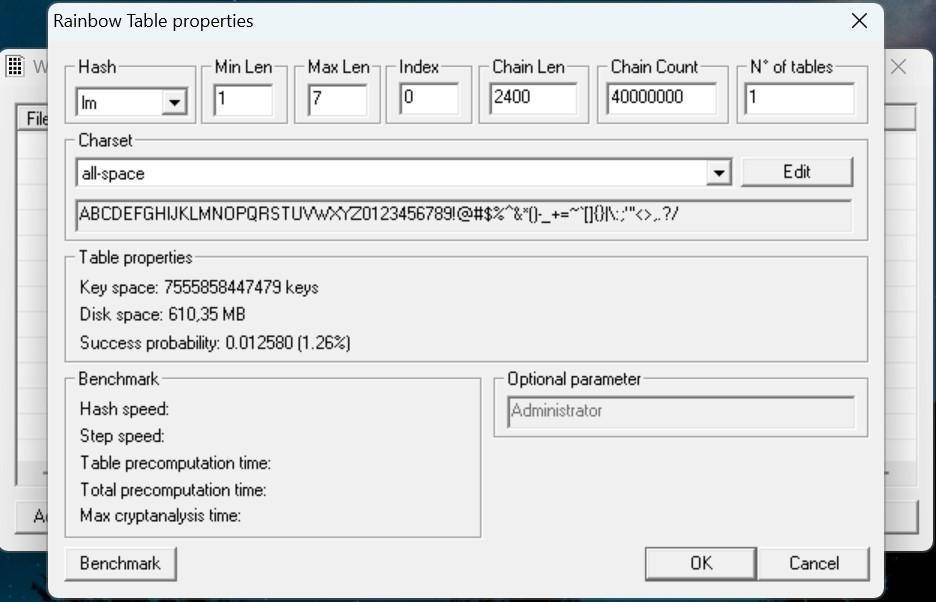 Rainbow Table properties
W
File
Hash
Min Len
Max Len
Index
Chain Len
Chain Count
N° of tables
lm
1
7
0
2400
40000000
1
Charset
all-space
Edit
ABCDEFGHIJKLMNOPQRSTUVWXYZ0123456789!@#$%^&*()-_+=~`[]{}|\:;'"<>,.?/
Table properties
Key space: 7555858447479 keys
Disk space: 610,35 MB
Success probability: 0.012580 (1.26%)
Benchmark
Hash speed:
Step speed:
Table precomputation time:
Total precomputation time:
Max cryptanalysis time:
Optional parameter
Administrator
Benchmark
OK
Cancel